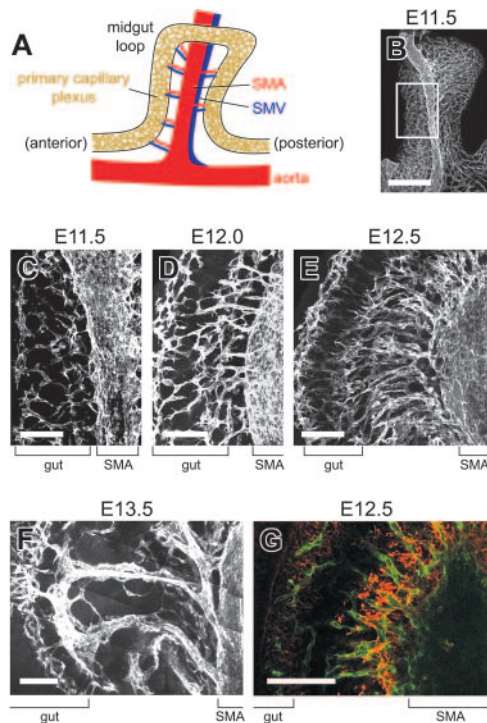 A
midgut
loop
primary capillary
plexus
SMA
SMV
(anterior)
(posterior)
aorta
E11.5
B
E11.5
C
E12.0
D
E12.5
E
gut
SMA
gut
SMA
gut
SMA
E13.5
F
E12.5
G
gut
SMA
gut
SMA